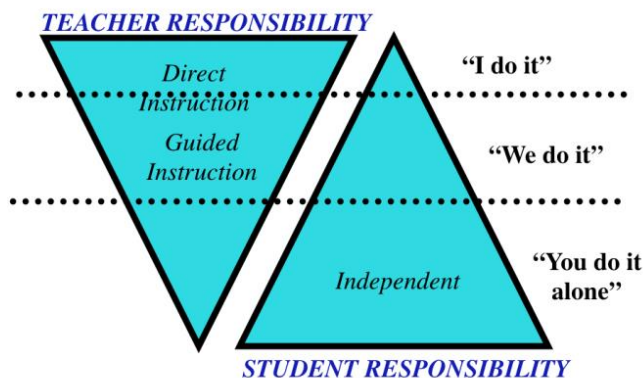 TEACHER RESPONSIBILITY
Direct
Instruction
“I do it”
Guided
Instruction
“We do it”
Independent
“You do it
alone”
STUDENT RESPONSIBILITY